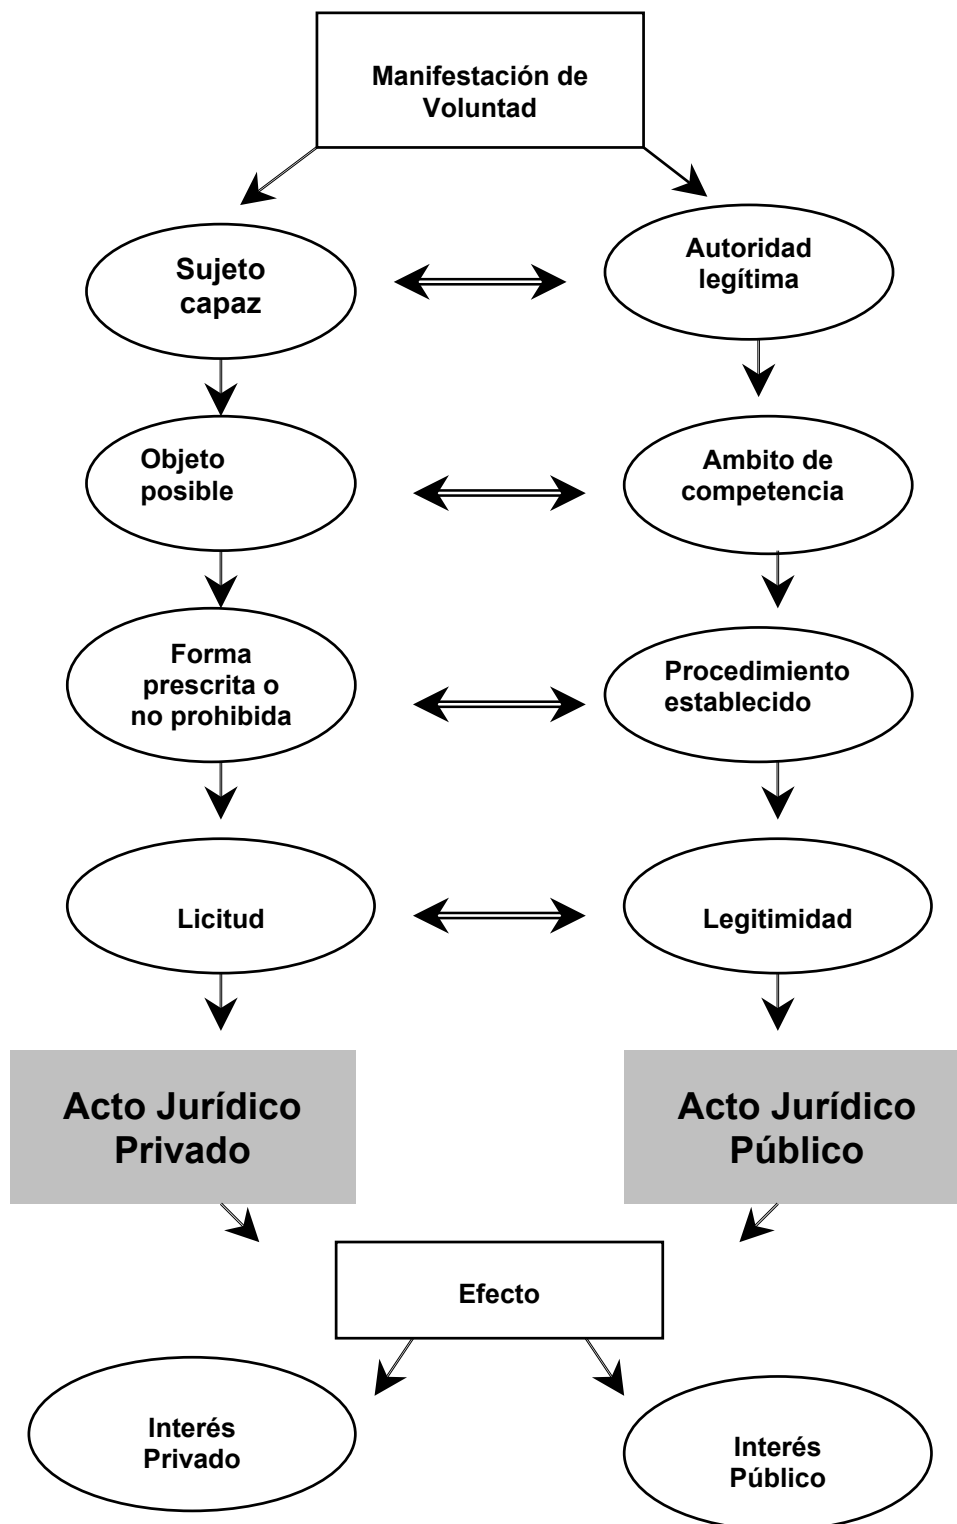 Manifestación de
Voluntad
Sujeto
capaz
Autoridad
legítima
Objeto
posible
Ambito de
competencia
Forma
prescrita o
no prohibida
Procedimiento
establecido
Licitud
Legitimidad
Acto Jurídico
Privado
Acto Jurídico
Público
Efecto
Interés
Privado
Interés
Público